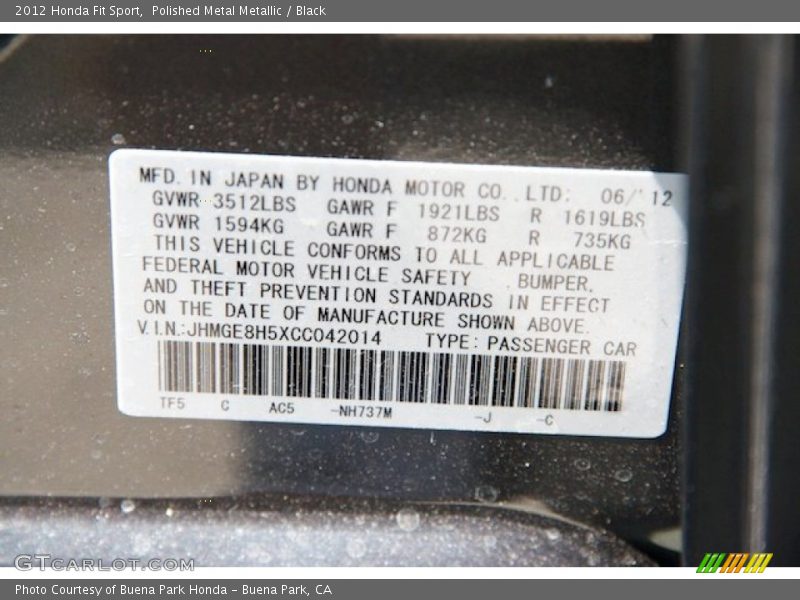 2012 Honda Fit Sport,  Polished Metal Metallic / Black
MFD. IN JAPAN BY HONDA MOTOR CO., LTD: 06/'12
GVWR 3512LBS GAWR F 1921LBS R 1619LBS
GVWR 1594KG GAWR F 872KG R 735KG
THIS VEHICLE CONFORMS TO ALL APPLICABLE
FEDERAL MOTOR VEHICLE SAFETY , BUMPER,
AND THEFT PREVENTION STANDARDS IN EFFECT
ON THE DATE OF MANUFACTURE SHOWN ABOVE.
V.I.N.:JHMGE8H5XCC042014 TYPE: PASSENGER CAR
TF5 C AC5 -NH737M -J -C
GTCarLot.com
Photo Courtesy of Buena Park Honda – Buena Park, CA